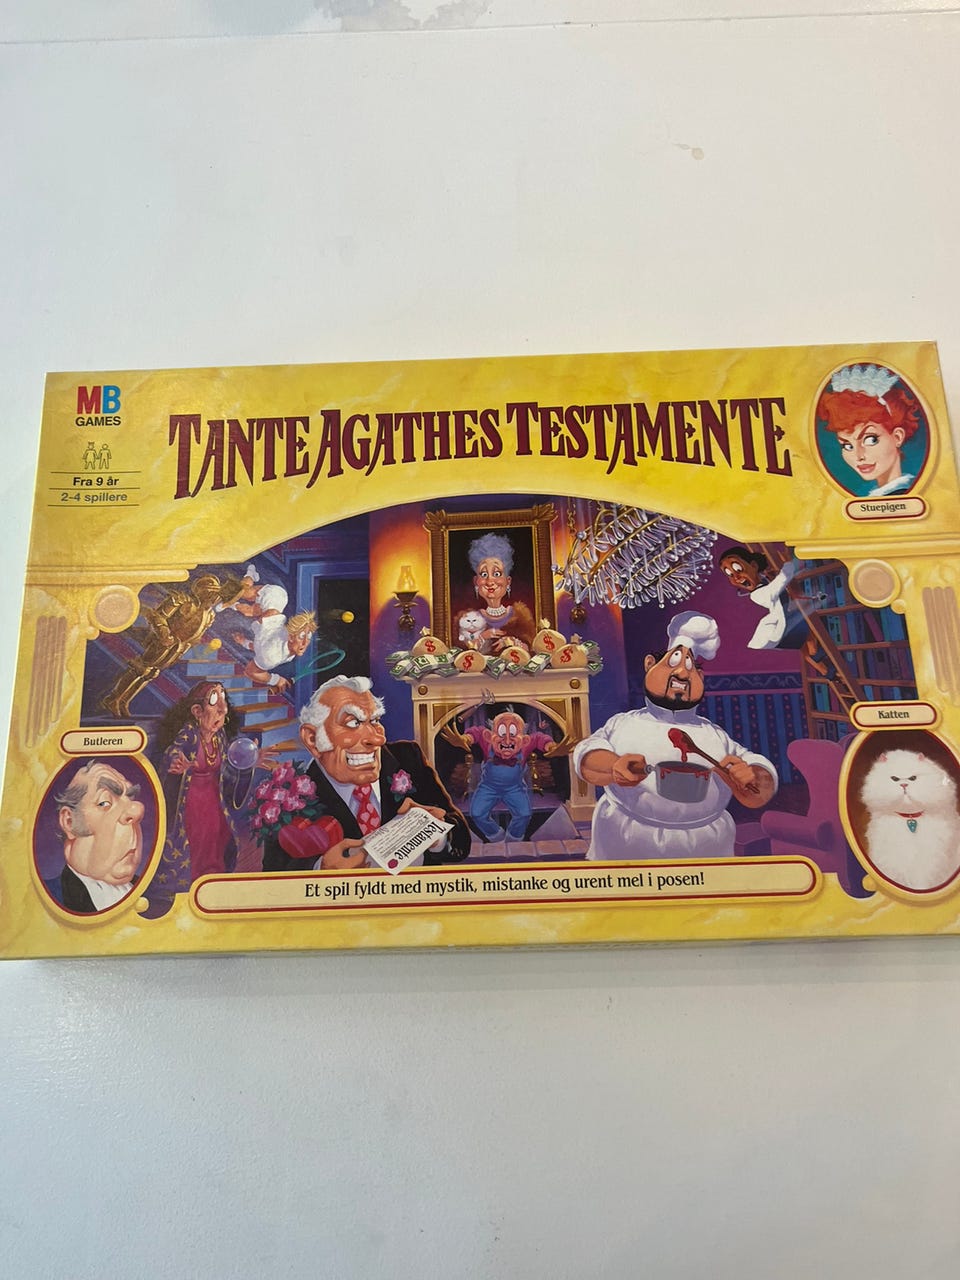 MB
GAMES
Fra 9 år
2-4 spillere
TANTE AGATHES TESTAMENTE
Stuepigen
Butleren
Katten
$ $ $ $ $
Testamente
Et spil fyldt med mystik, mistanke og urent mel i posen!